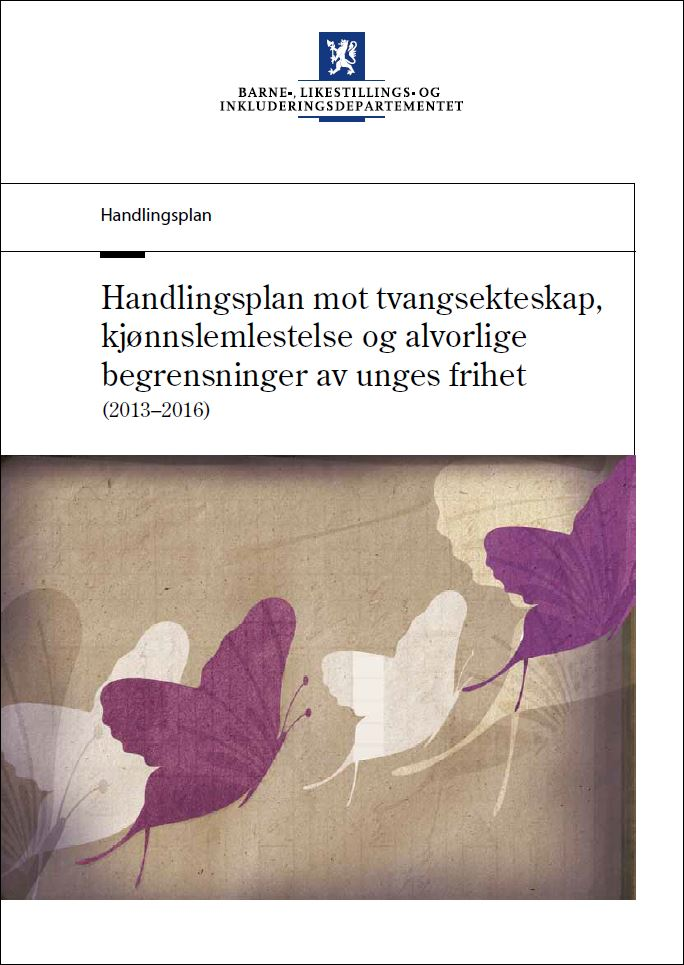 BARNE-, LIKESTILLINGS- OG
INKLUDERINGSDEPARTEMENTET
Handlingsplan
Handlingsplan mot tvangsekteskap,
kjønnslemlestelse og alvorlige
begrensninger av unges frihet
(2013–2016)